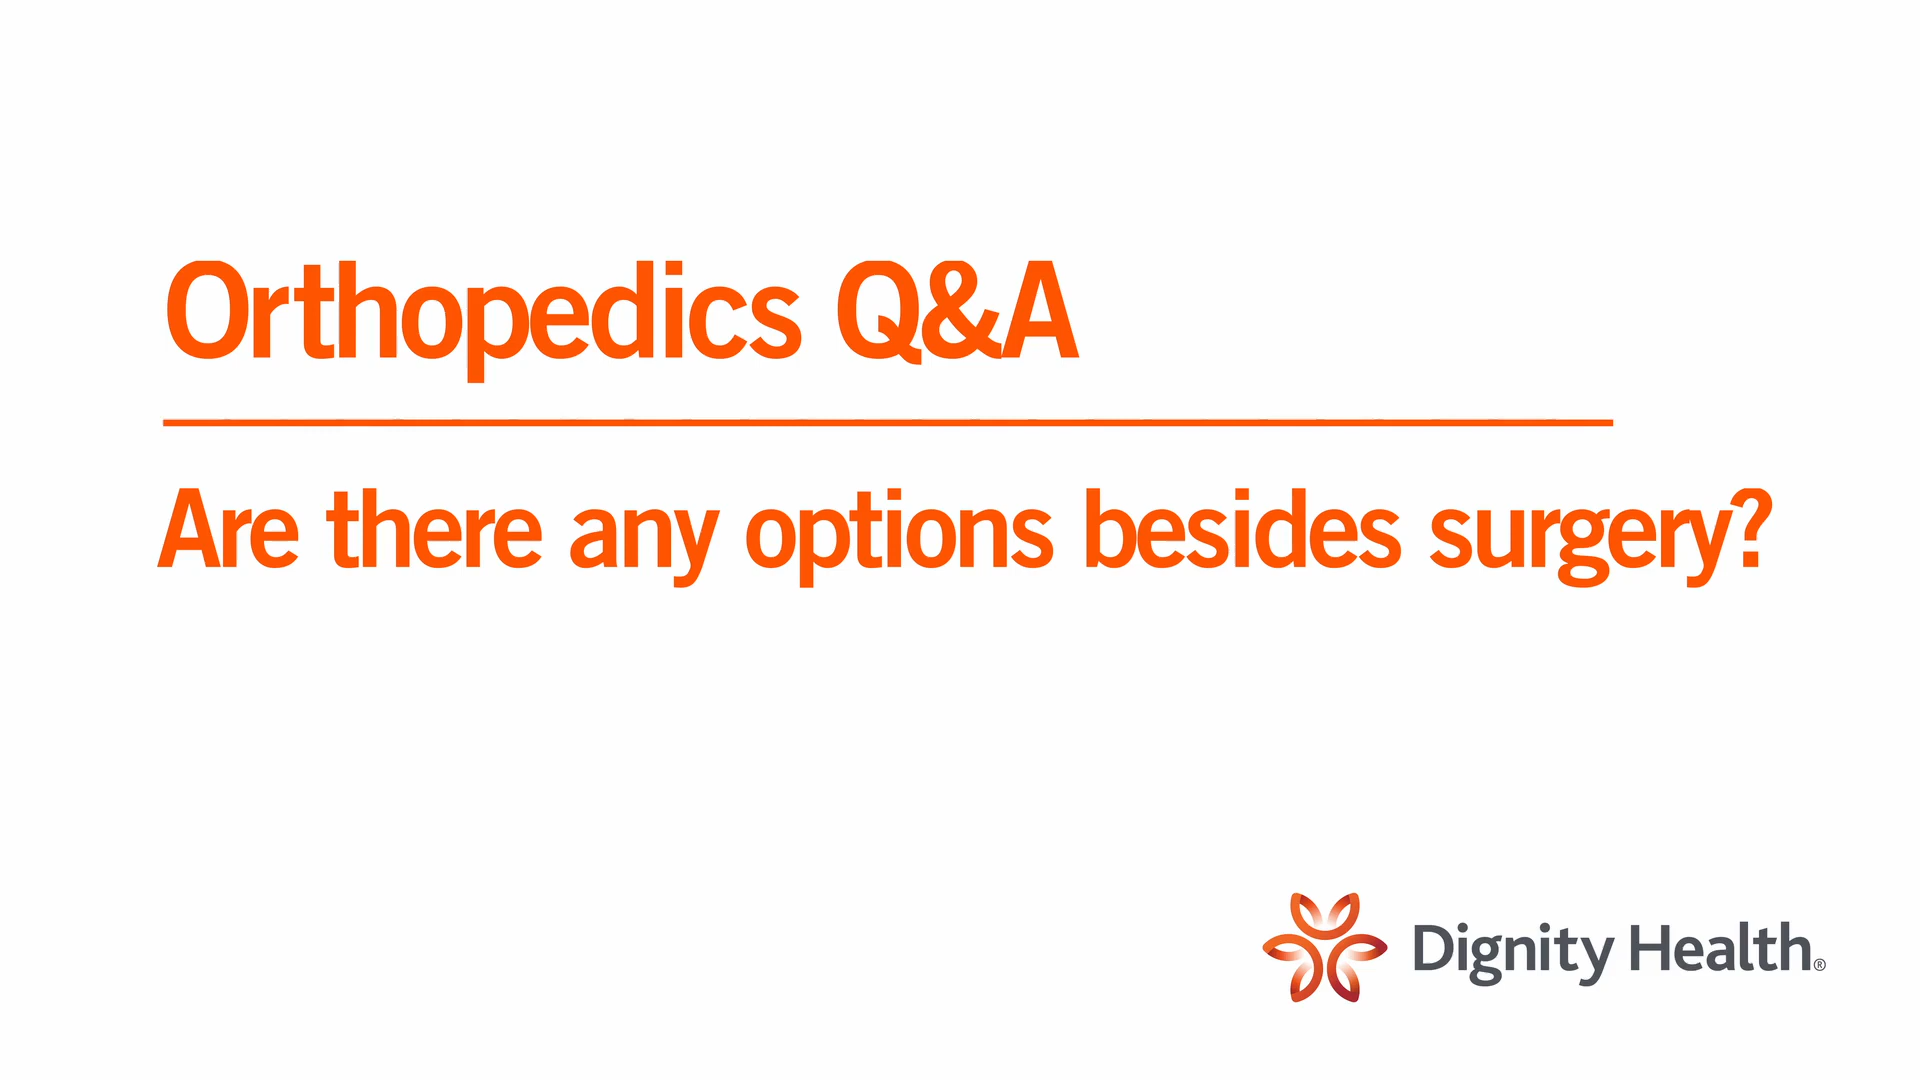 Orthopedics Q&A
Are there any options besides surgery?
Dignity Health®